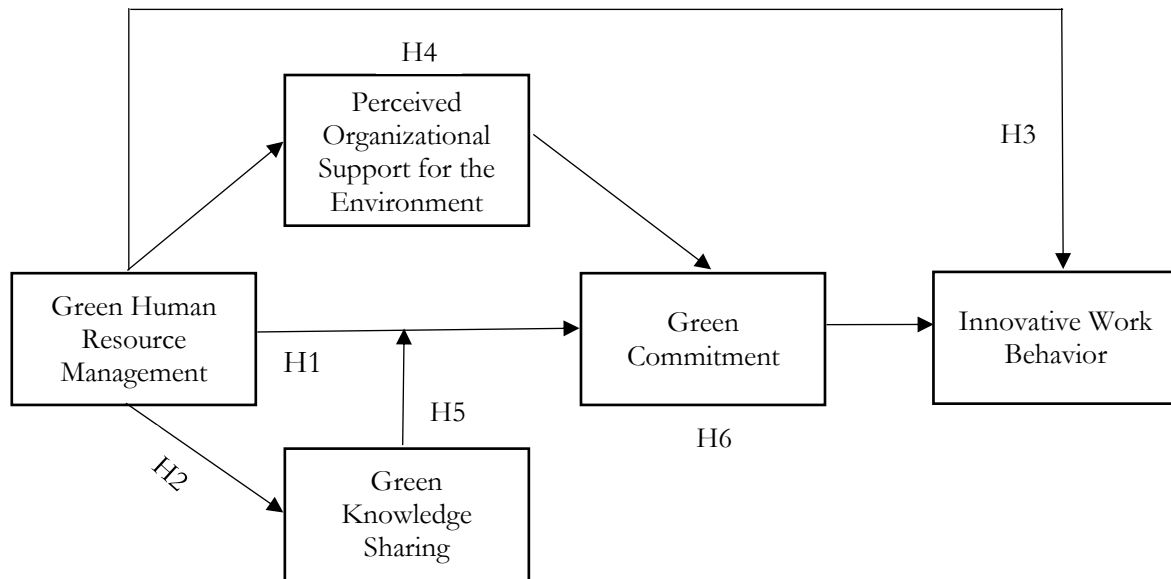 H4
Perceived
Organizational
Support for the
Environment
H3
Green Human
Resource
Management
H1
Green
Commitment
Innovative Work
Behavior
H5
H6
H2
Green
Knowledge
Sharing